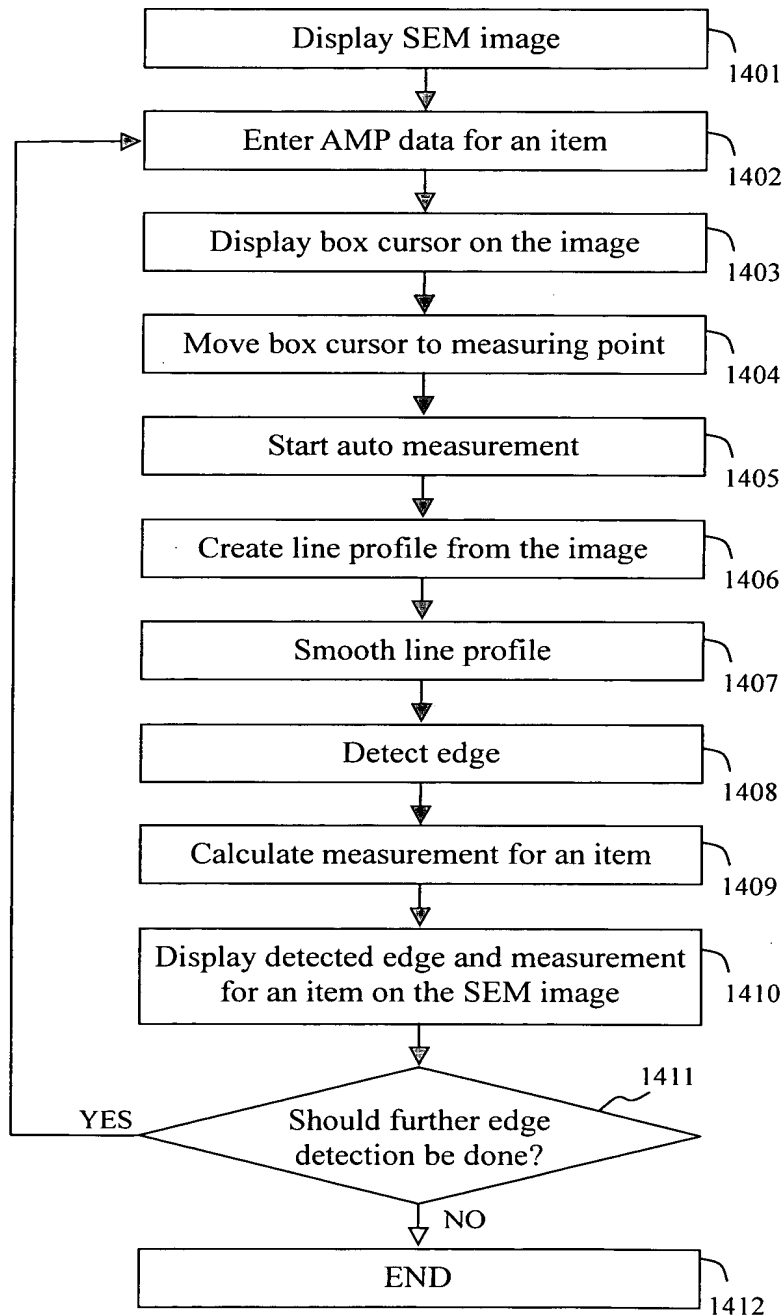 Display SEM image
1401
Enter AMP data for an item
1402
Display box cursor on the image
1403
Move box cursor to measuring point
1404
Start auto measurement
1405
Create line profile from the image
1406
Smooth line profile
1407
Detect edge
1408
Calculate measurement for an item
1409
Display detected edge and measurement
for an item on the SEM image
1410
1411
YES
Should further edge
detection be done?
NO
END
1412